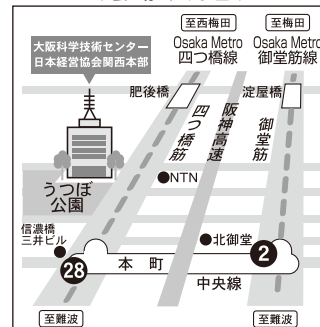 至西梅田
至梅田
大阪科学技術センター
日本経営協会関西本部
Osaka Metro
四つ橋線
Osaka Metro
御堂筋線
肥後橋
淀屋橋
四つ橋筋
阪神高速
御堂筋
●NTN
うつぼ
公園
信濃橋
三井ビル
●北御堂
28
本町
2
中央線
至難波
至難波